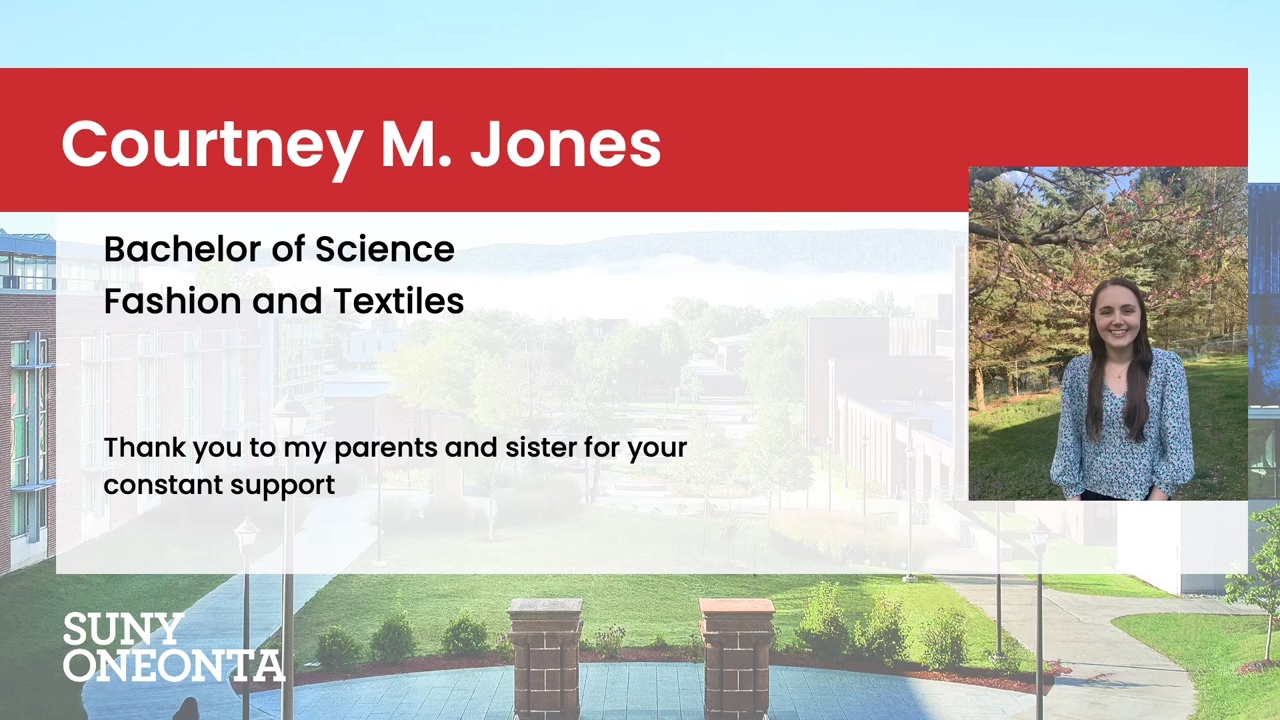 Courtney M. Jones
Bachelor of Science
Fashion and Textiles
Thank you to my parents and sister for your
constant support
SUNY
ONEONTA